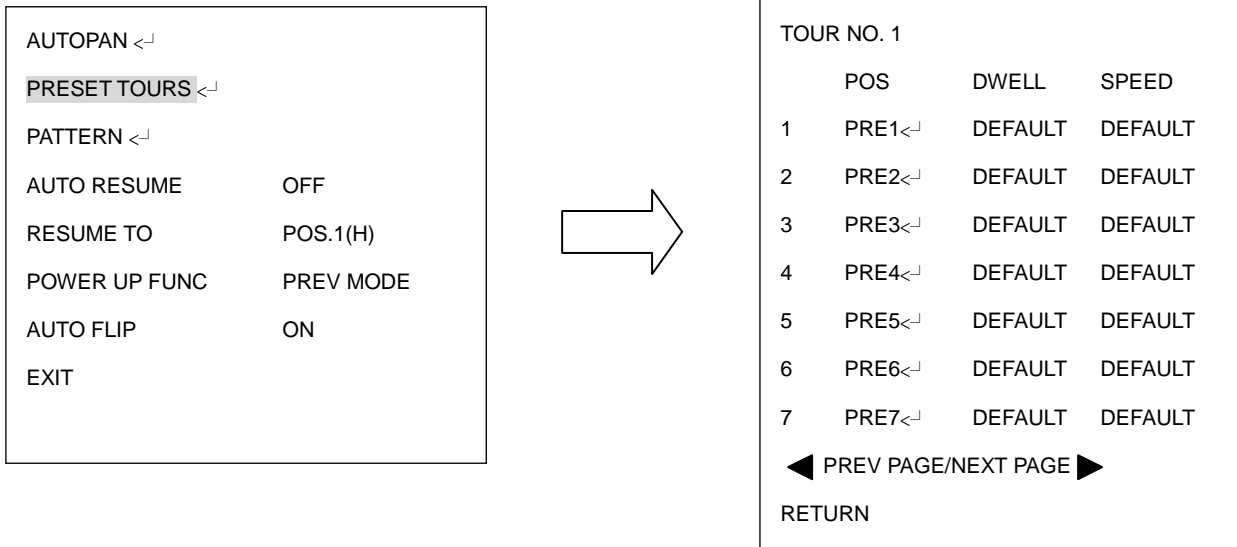 AUTOPAN <┘
PRESET TOURS <┘
PATTERN <┘
AUTO RESUME OFF
RESUME TO POS.1(H)
POWER UP FUNC PREV MODE
AUTO FLIP ON
EXIT
TOUR NO. 1
POS DWELL SPEED
1 PRE1<┘ DEFAULT DEFAULT
2 PRE2<┘ DEFAULT DEFAULT
3 PRE3<┘ DEFAULT DEFAULT
4 PRE4<┘ DEFAULT DEFAULT
5 PRE5<┘ DEFAULT DEFAULT
6 PRE6<┘ DEFAULT DEFAULT
7 PRE7<┘ DEFAULT DEFAULT
◀ PREV PAGE/NEXT PAGE ▶
RETURN